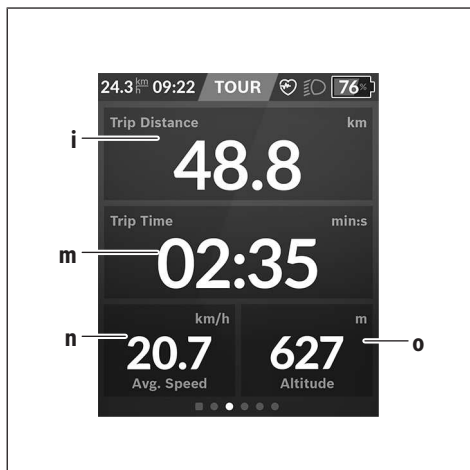 24.3 km/h 09:22 TOUR 76%
Trip Distance km
i
48.8
Trip Time min:s
m
02:35
km/h m
n o
20.7 627
Avg. Speed Altitude